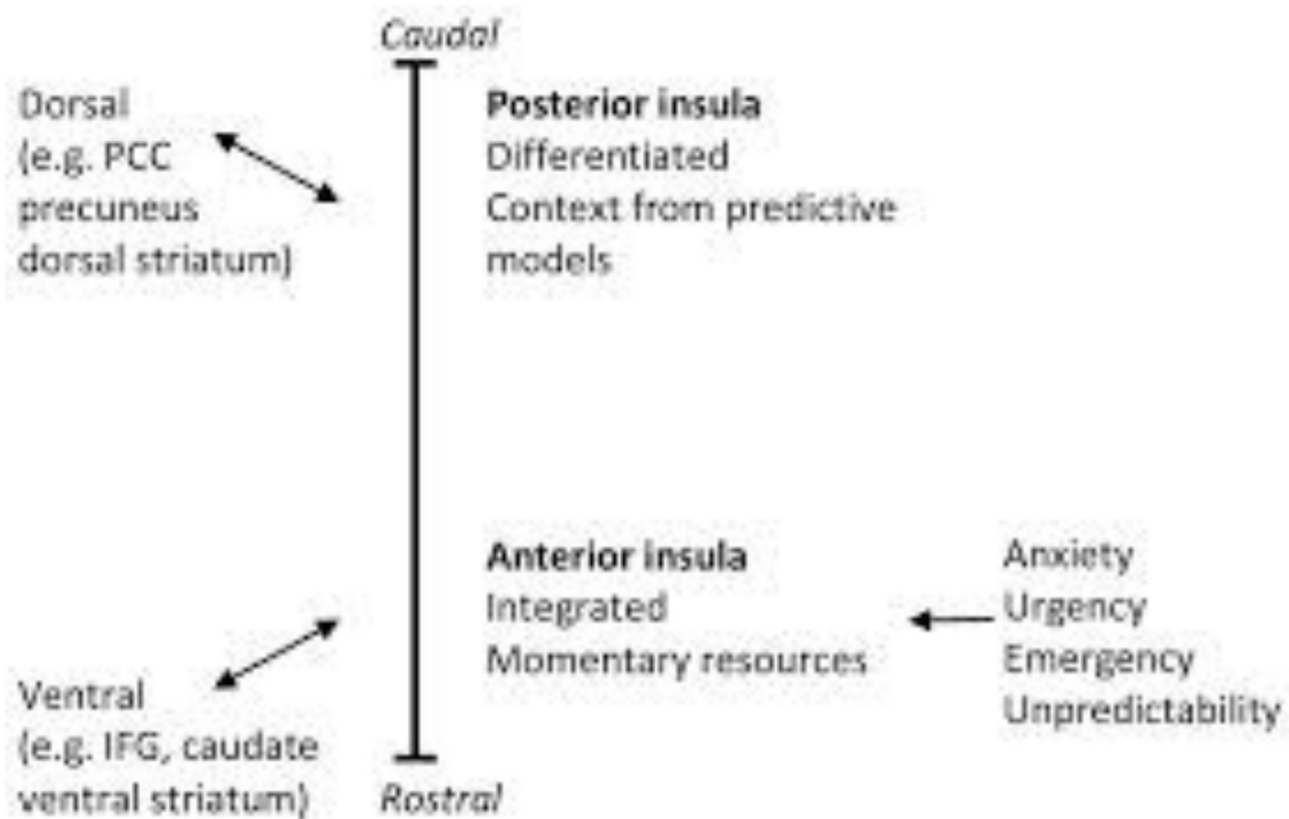 Caudal
Dorsal
(e.g. PCC
precuneus
dorsal striatum)
Posterior insula
Differentiated
Context from predictive
models
Anterior insula
Integrated
Momentary resources
Anxiety
Urgency
Emergency
Unpredictability
Ventral
(e.g. IFG, caudate
ventral striatum)
Rostral